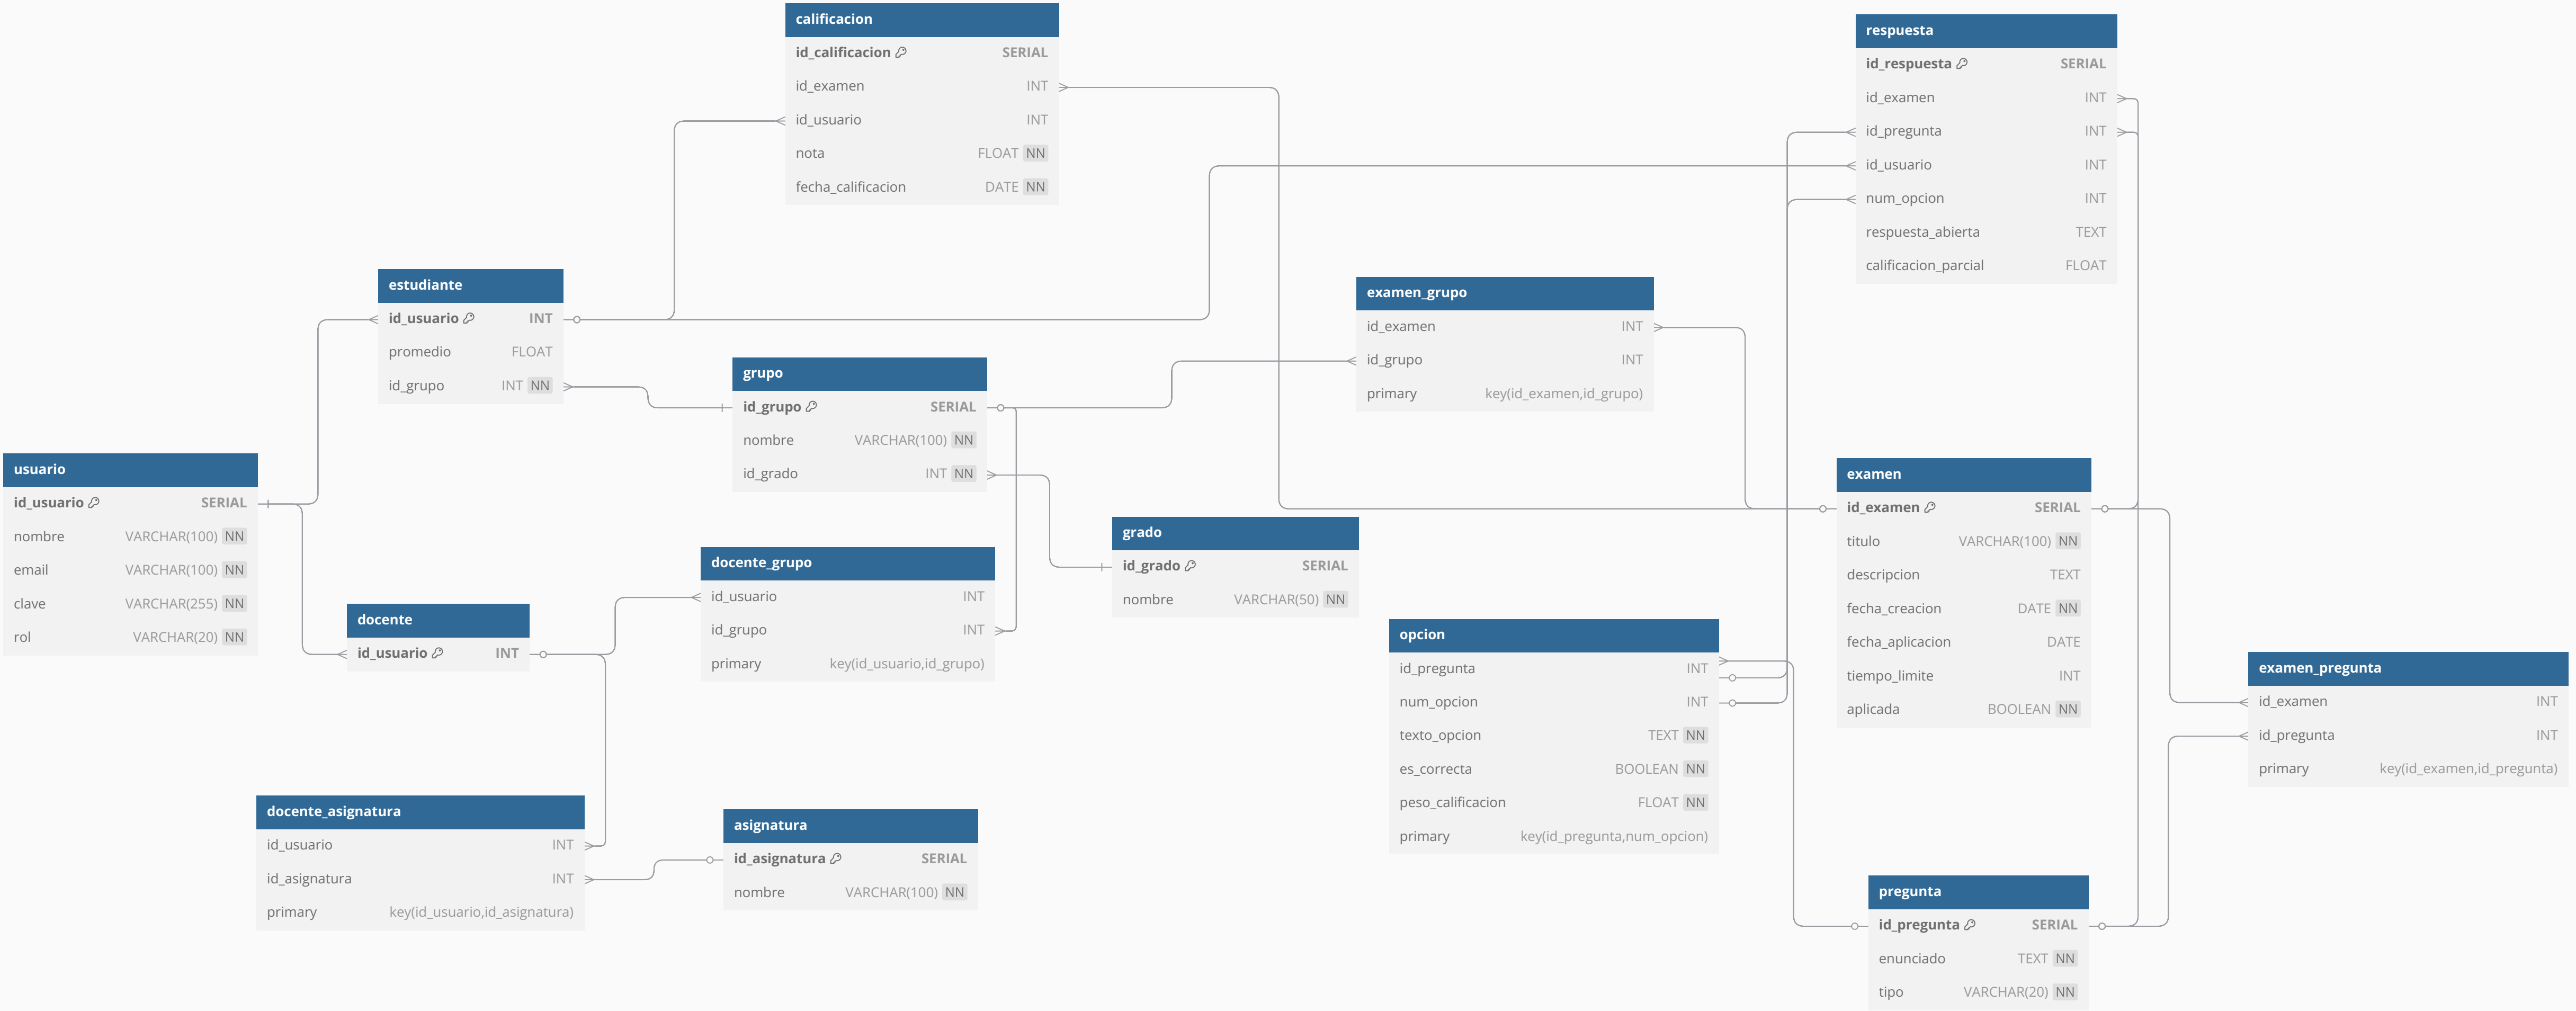 calificacion
id_calificacion SERIAL
id_examen INT
id_usuario INT
nota FLOAT NN
fecha_calificacion DATE NN
respuesta
id_respuesta SERIAL
id_examen INT
id_pregunta INT
id_usuario INT
num_opcion INT
respuesta_abierta TEXT
calificacion_parcial FLOAT
estudiante
id_usuario INT
promedio FLOAT
id_grupo INT NN
examen_grupo
id_examen INT
id_grupo INT
primary key(id_examen,id_grupo)
grupo
id_grupo SERIAL
nombre VARCHAR(100) NN
id_grado INT NN
usuario
id_usuario SERIAL
nombre VARCHAR(100) NN
email VARCHAR(100) NN
clave VARCHAR(255) NN
rol VARCHAR(20) NN
examen
id_examen SERIAL
titulo VARCHAR(100) NN
descripcion TEXT
fecha_creacion DATE NN
fecha_aplicacion DATE
tiempo_limite INT
aplicada BOOLEAN NN
grado
id_grado SERIAL
nombre VARCHAR(50) NN
docente_grupo
id_usuario INT
id_grupo INT
primary key(id_usuario,id_grupo)
docente
id_usuario INT
opcion
id_pregunta INT
num_opcion INT
texto_opcion TEXT NN
es_correcta BOOLEAN NN
peso_calificacion FLOAT NN
primary key(id_pregunta,num_opcion)
examen_pregunta
id_examen INT
id_pregunta INT
primary key(id_examen,id_pregunta)
docente_asignatura
id_usuario INT
id_asignatura INT
primary key(id_usuario,id_asignatura)
asignatura
id_asignatura SERIAL
nombre VARCHAR(100) NN
pregunta
id_pregunta SERIAL
enunciado TEXT NN
tipo VARCHAR(20) NN